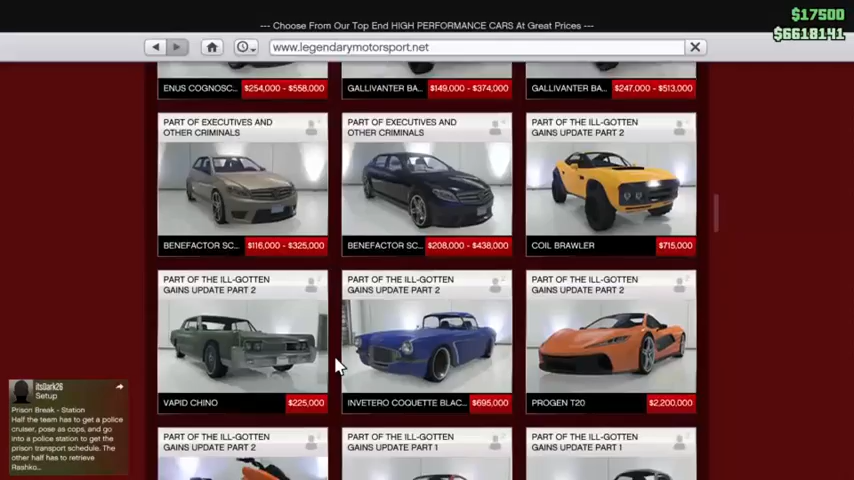 --- Choose From Our Top End HIGH PERFORMANCE CARS At Great Prices ---
$17500
$6618141
www.legendarymotorsport.net
ENUS COGNOSC... $254,000 - $558,000
GALLIVANTER BA... $149,000 - $374,000
GALLIVANTER BA... $247,000 - $513,000
PART OF EXECUTIVES AND
OTHER CRIMINALS
BENEFACTOR SC... $116,000 - $325,000
PART OF EXECUTIVES AND
OTHER CRIMINALS
BENEFACTOR SC... $208,000 - $438,000
PART OF THE ILL-GOTTEN
GAINS UPDATE PART 2
COIL BRAWLER $715,000
PART OF THE ILL-GOTTEN
GAINS UPDATE PART 2
VAPID CHINO $225,000
PART OF THE ILL-GOTTEN
GAINS UPDATE PART 2
INVETERO COQUETTE BLAC... $695,000
PART OF THE ILL-GOTTEN
GAINS UPDATE PART 2
PROGEN T20 $2,200,000
PART OF THE ILL-GOTTEN
GAINS UPDATE PART 2
PART OF THE ILL-GOTTEN
GAINS UPDATE PART 1
PART OF THE ILL-GOTTEN
GAINS UPDATE PART 1
itsDark26
Setup
Prison Break - Station
Half the team has to get a police
cruiser, pose as cops, and go
into a police station to get the
prison transport schedule. The
other half has to retrieve
Rashko...